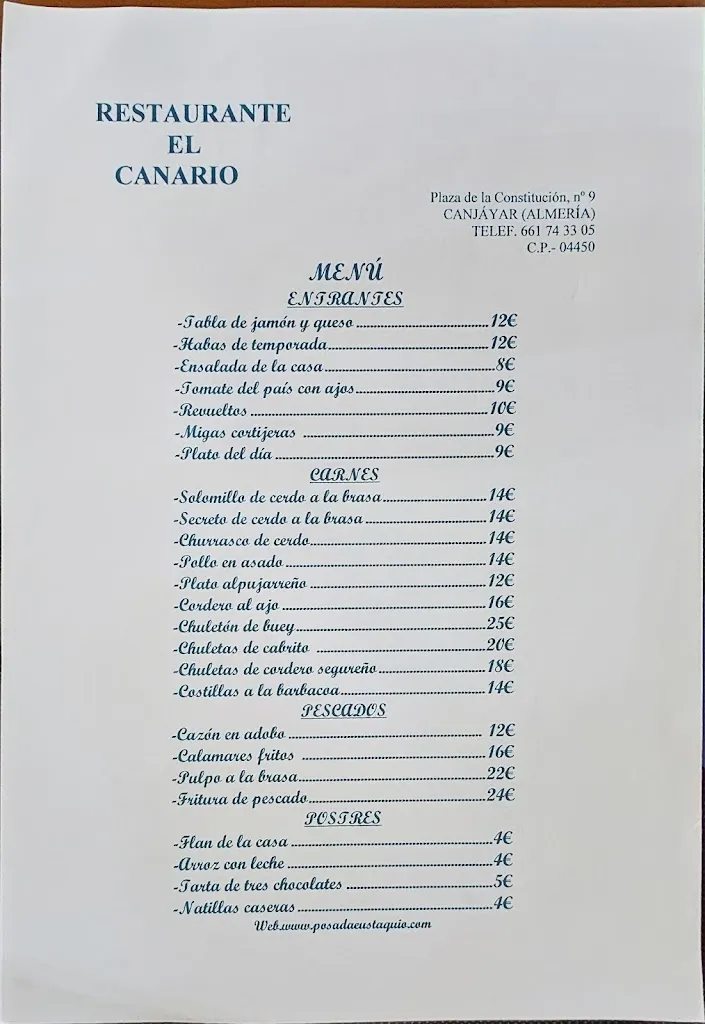 RESTAURANTE
EL
CANARIO
Plaza de la Constitución, nº 9
CANJÁYAR (ALMERÍA)
TELEF. 661 74 33 05
C.P.- 04450
MENÚ
ENTRANTES
-Tabla de jamón y queso ........................ 12€
-Habas de temporada ........................ 12€
-Ensalada de la casa ........................ 8€
-Tomate del país con ajos ........................ 9€
-Revueltos ........................ 10€
-Migas cortijeras ........................ 9€
-Plato del día ........................ 9€
CARNES
-Solomillo de cerdo a la brasa ........................ 14€
-Secreto de cerdo a la brasa ........................ 14€
-Churrasco de cerdo ........................ 14€
-Pollo en asado ........................ 14€
-Plato alpujarreño ........................ 12€
-Cordero al ajo ........................ 16€
-Chuletón de buey ........................ 25€
-Chuletas de cabrito ........................ 20€
-Chuletas de cordero segureño ........................ 18€
-Costillas a la barbacoa ........................ 14€
PESCADOS
-Cazón en adobo ........................ 12€
-Calamares fritos ........................ 16€
-Pulpo a la brasa ........................ 22€
-Fritura de pescado ........................ 24€
POSTRES
-Flan de la casa ........................ 4€
-Arroz con leche ........................ 4€
-Tarta de tres chocolates ........................ 5€
-Natillas caseras ........................ 4€
Web.www.posadaeustaquio.com